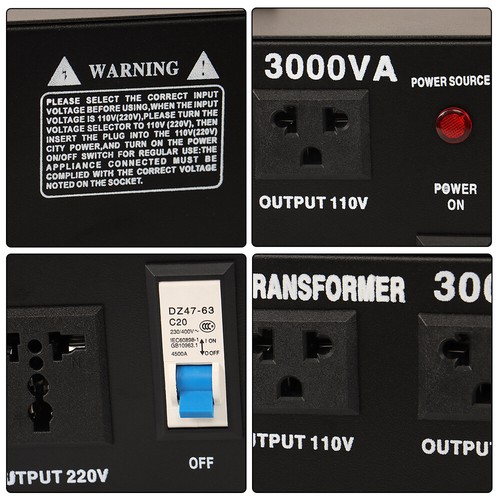 WARNING
PLEASE SELECT THE CORRECT INPUT
VOLTAGE BEFORE USING,WHEN THE INPUT
VOLTAGE IS 110V(220V),PLEASE TURN THE
VOLTAGE SELECTOR TO 110V (220V), THEN
INSERT THE PLUG INTO THE 110V(220V)
CITY POWER,AND TURN ON THE POWER
ON/OFF SWITCH FOR REGULAR USE:THE
APPLIANCE CONNECTED MUST BE
COMPLIED WITH THE CORRECT VOLTAGE
NOTED ON THE SOCKET.
3000VA
POWER SOURCE
OUTPUT 110V
POWER
ON
DZ47-63
C20
230/400V~
IEC60898-1
GB10963.1
4500A
I ON
O OFF
UTPUT 220V
OFF
RANSFORMER
300
UTPUT 110V
OUTPU